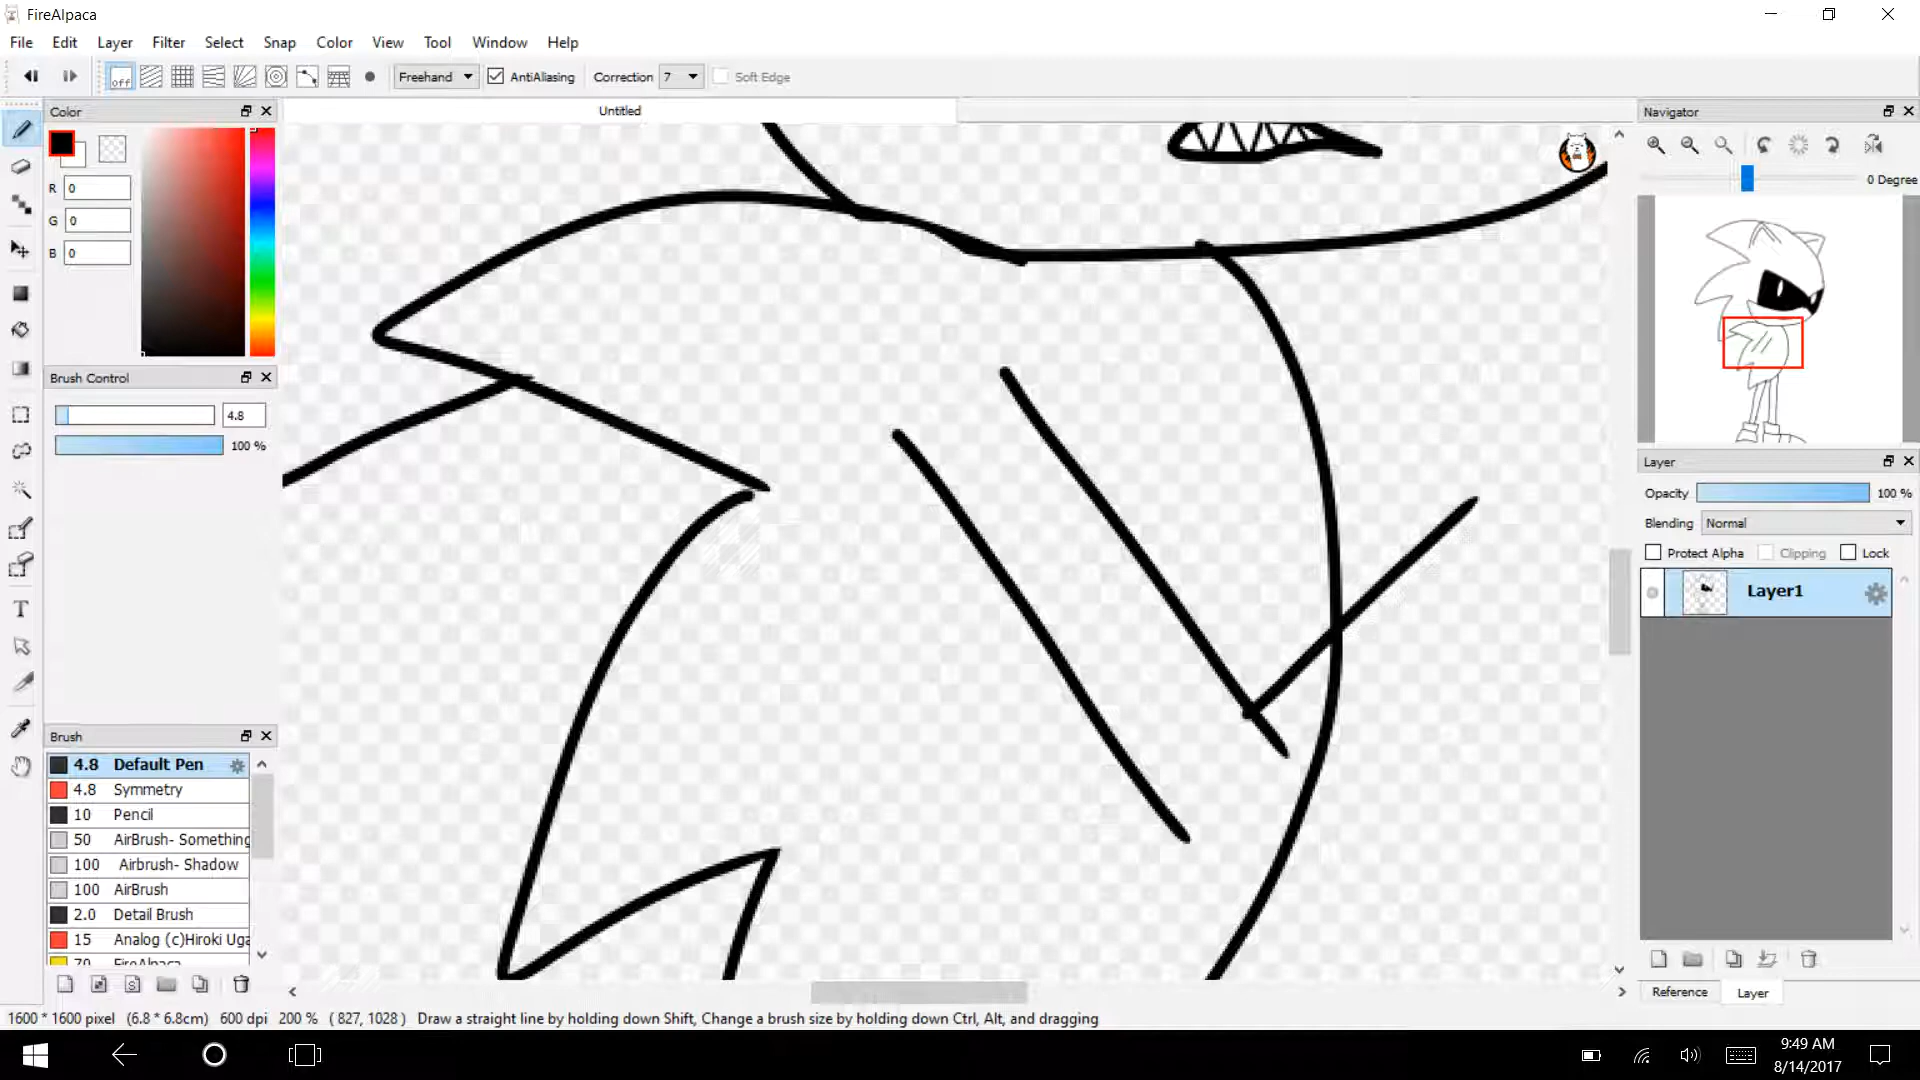 FireAlpaca
File Edit Layer Filter Select Snap Color View Tool Window Help
off Freehand AntiAliasing Correction 7 Soft Edge
Color
Untitled
Navigator
R 0
G 0
B 0
0 Degree
Brush Control
4.8
100 %
Layer
Opacity 100 %
Blending Normal
Protect Alpha Clipping Lock
Layer1
Brush
4.8 Default Pen
4.8 Symmetry
10 Pencil
50 AirBrush- Something
100 Airbrush- Shadow
100 AirBrush
2.0 Detail Brush
15 Analog (c)Hiroki Uga
70 FireAlpaca
Reference Layer
1600 * 1600 pixel (6.8 * 6.8cm) 600 dpi 200 % ( 827, 1028 ) Draw a straight line by holding down Shift, Change a brush size by holding down Ctrl, Alt, and dragging
9:49 AM
8/14/2017